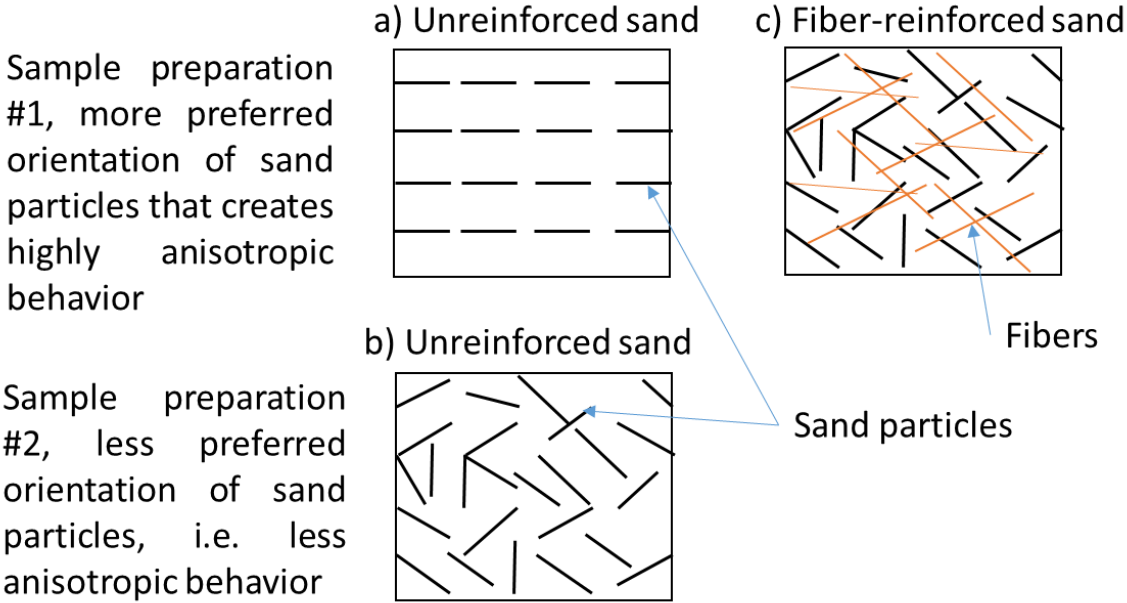 a) Unreinforced sand
c) Fiber-reinforced sand
Sample preparation
#1, more preferred
orientation of sand
particles that creates
highly anisotropic
behavior
Fibers
b) Unreinforced sand
Sample preparation
#2, less preferred
orientation of sand
particles, i.e. less
anisotropic behavior
Sand particles